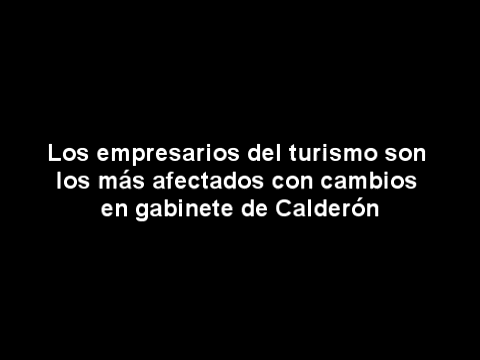 Los empresarios del turismo son
los más afectados con cambios
en gabinete de Calderón